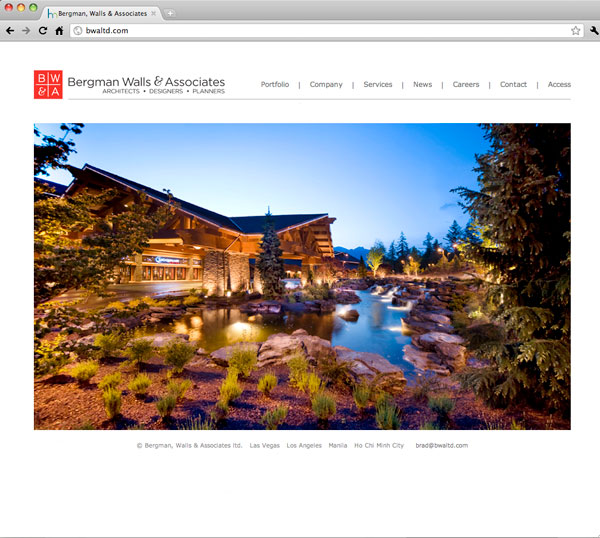 Bergman, Walls & Associates
bwaltd.com
BW
&A
Bergman Walls & Associates
ARCHITECTS • DESIGNERS • PLANNERS
Portfolio | Company | Services | News | Careers | Contact | Access
© Bergman, Walls & Associates ltd. Las Vegas Los Angeles Manila Ho Chi Minh City brad@bwaltd.com